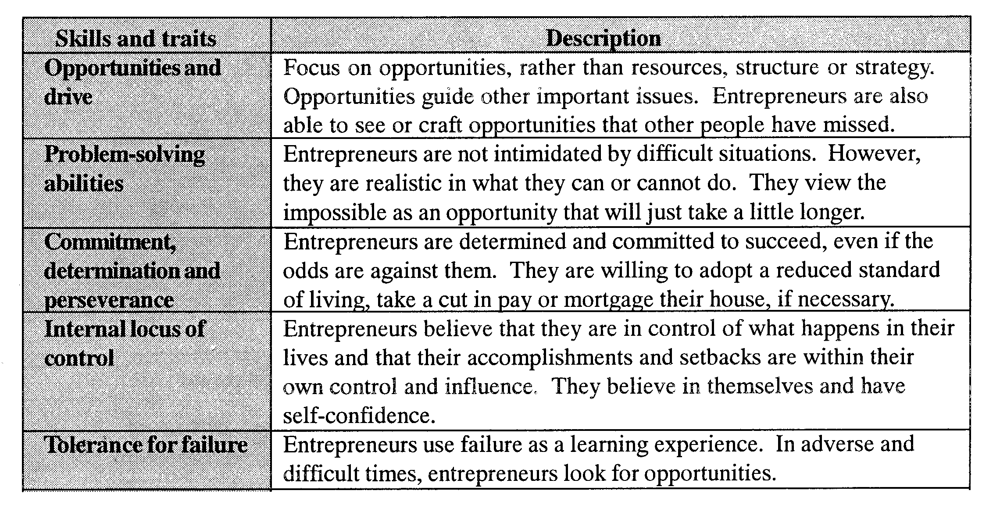 Skills and traits
Description
Opportunities and
drive
Focus on opportunities, rather than resources, structure or strategy.
Opportunities guide other important issues. Entrepreneurs are also
able to see or craft opportunities that other people have missed.
Problem-solving
abilities
Entrepreneurs are not intimidated by difficult situations. However,
they are realistic in what they can or cannot do. They view the
impossible as an opportunity that will just take a little longer.
Commitment,
determination and
perseverance
Entrepreneurs are determined and committed to succeed, even if the
odds are against them. They are willing to adopt a reduced standard
of living, take a cut in pay or mortgage their house, if necessary.
Internal locus of
control
Entrepreneurs believe that they are in control of what happens in their
lives and that their accomplishments and setbacks are within their
own control and influence. They believe in themselves and have
self-confidence.
Tolerance for failure
Entrepreneurs use failure as a learning experience. In adverse and
difficult times, entrepreneurs look for opportunities.